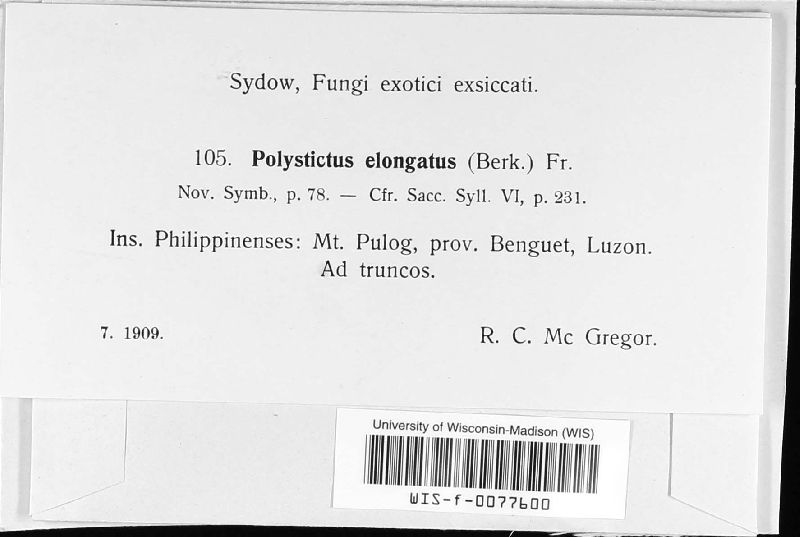 Sydow, Fungi exotici exsiccati.
105. Polystictus elongatus (Berk.) Fr.
Nov. Symb., p. 78. — Cfr. Sacc. Syll. VI, p. 231.
Ins. Philippinenses: Mt. Pulog, prov. Benguet, Luzon.
Ad truncos.
7. 1909. R. C. Mc Gregor.
University of Wisconsin-Madison (WIS)
WIS-f-0077600